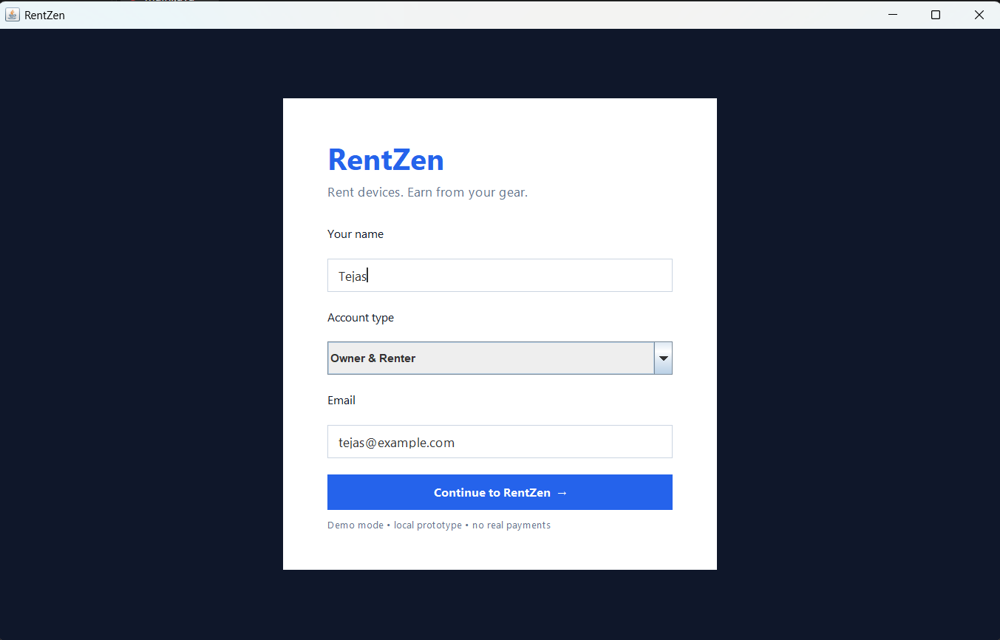 RentZen
RentZen
Rent devices. Earn from your gear.
Your name
Tejas
Account type
Owner & Renter
Email
tejas@example.com
Continue to RentZen →
Demo mode • local prototype • no real payments